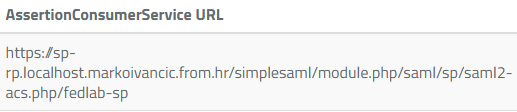 AssertionConsumerService URL
https://sp-
rp.localhost.markoivancic.from.hr/simplesaml/module.php/saml/sp/saml2-
acs.php/fedlab-sp